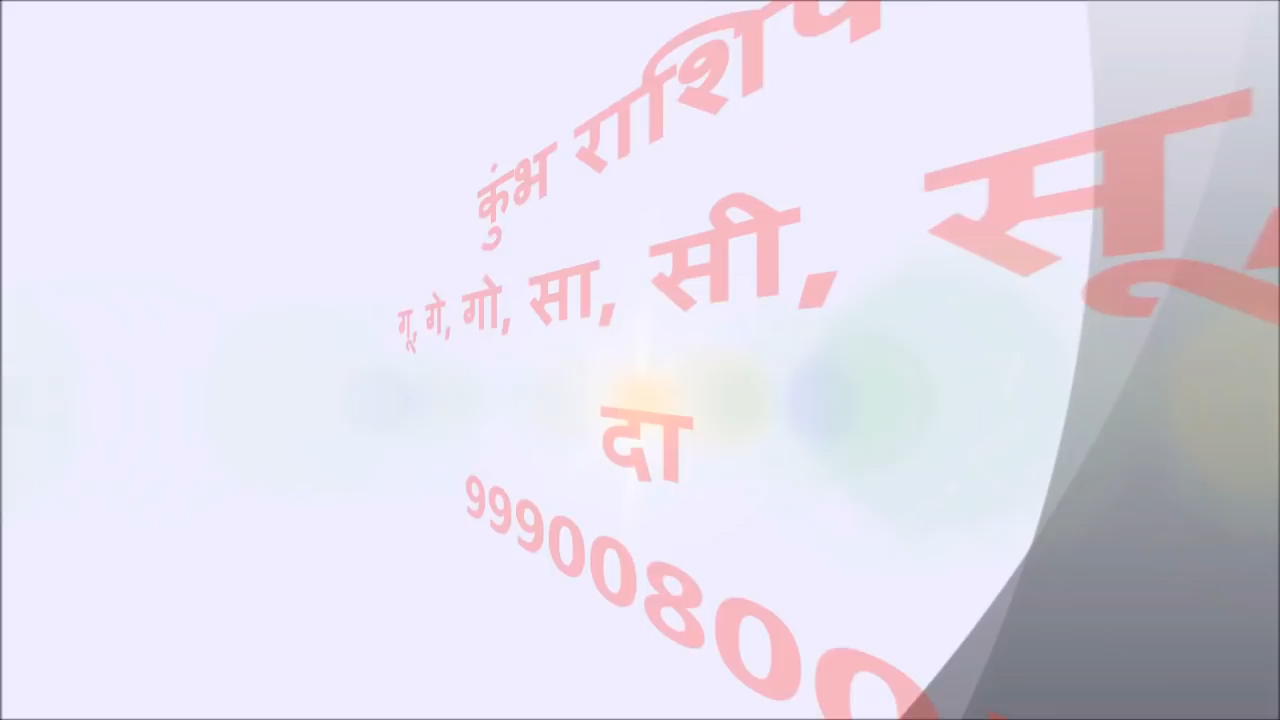 कुंभ राशि
गू, गे, गो, सा, सी, सू,
दा
99900800